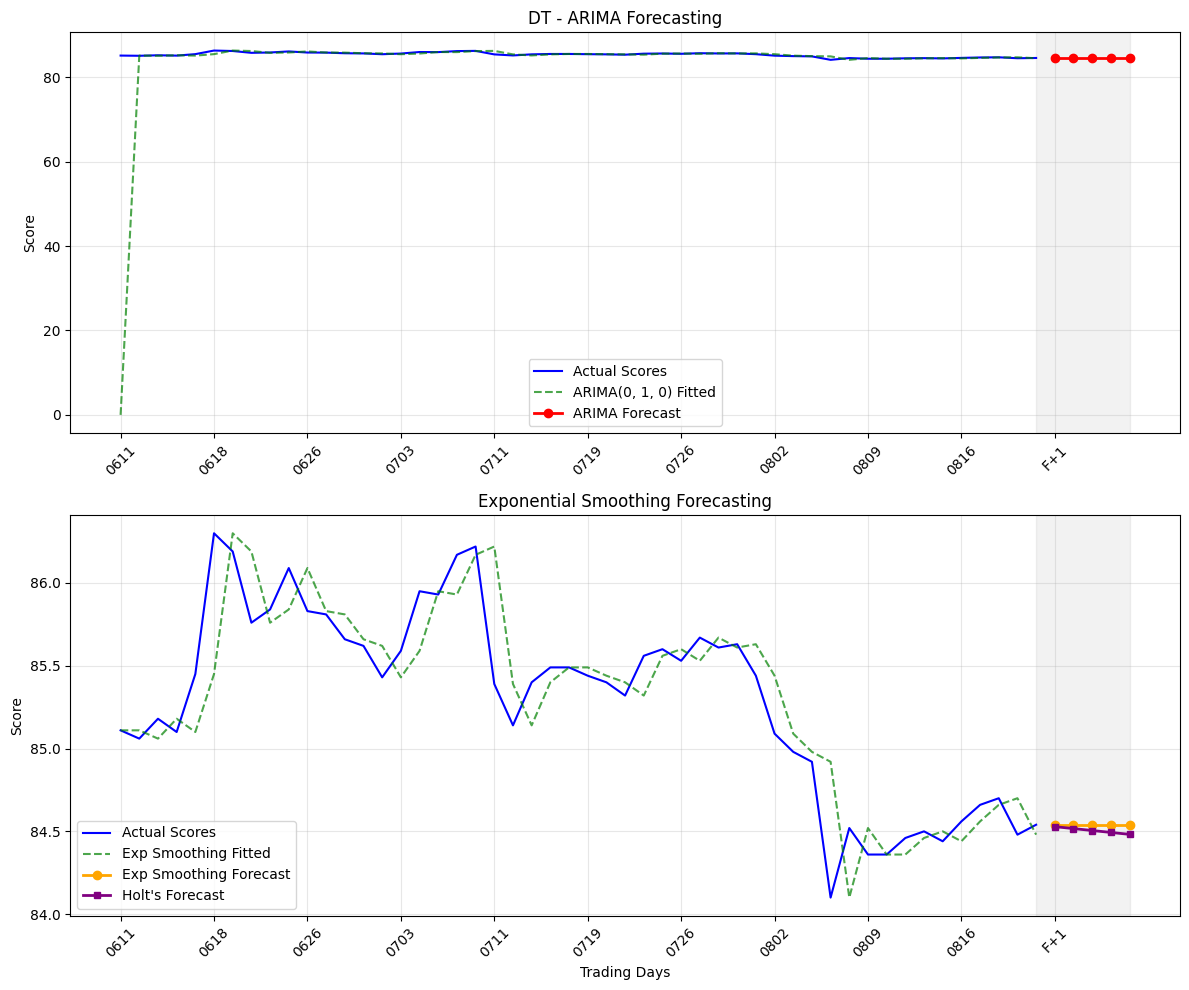 DT - ARIMA Forecasting
Score
80
60
40
20
0
Actual Scores
ARIMA(0, 1, 0) Fitted
ARIMA Forecast
0611
0618
0626
0703
0711
0719
0726
0802
0809
0816
F+1
Exponential Smoothing Forecasting
Score
86.0
85.5
85.0
84.5
84.0
Actual Scores
Exp Smoothing Fitted
Exp Smoothing Forecast
Holt's Forecast
0611
0618
0626
0703
0711
0719
0726
0802
0809
0816
F+1
Trading Days